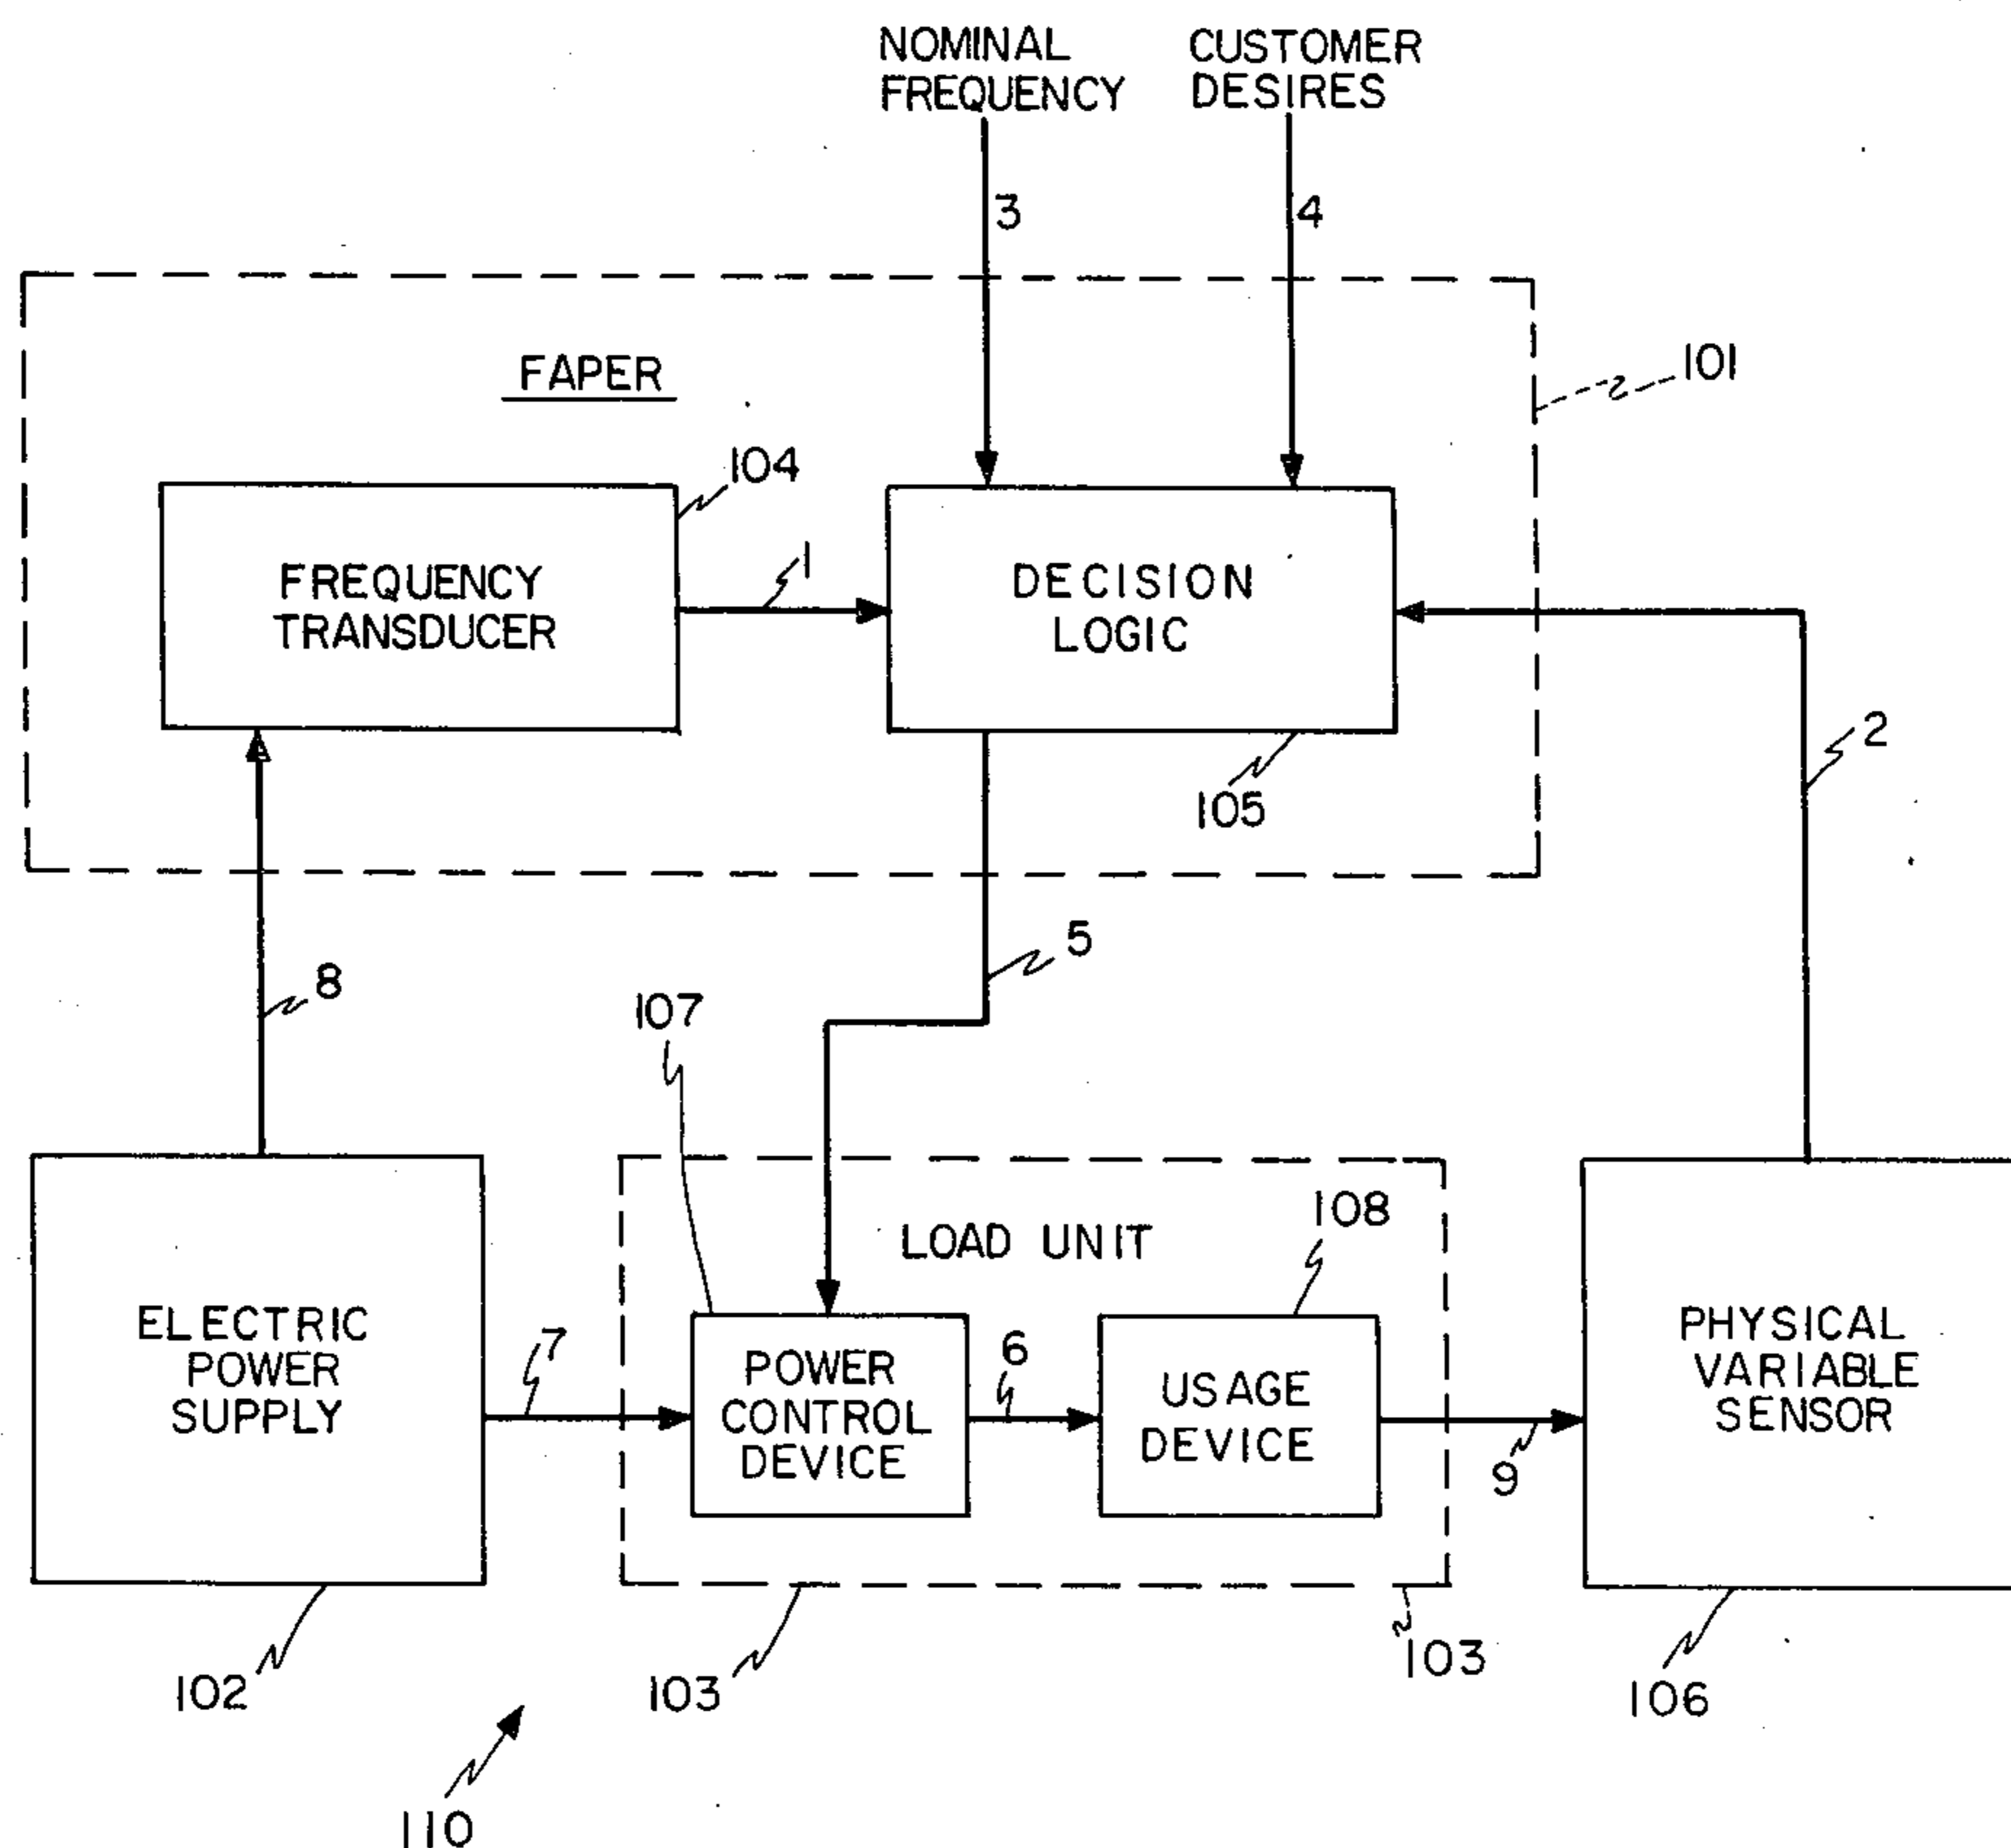 NOMINAL
FREQUENCY
CUSTOMER
DESIRES
3
4
FAPER
101
104
FREQUENCY
TRANSDUCER
1
DECISION
LOGIC
105
2
8
5
107
LOAD UNIT
108
ELECTRIC
POWER
SUPPLY
7
POWER
CONTROL
DEVICE
6
USAGE
DEVICE
9
PHYSICAL
VARIABLE
SENSOR
102
103
103
106
110